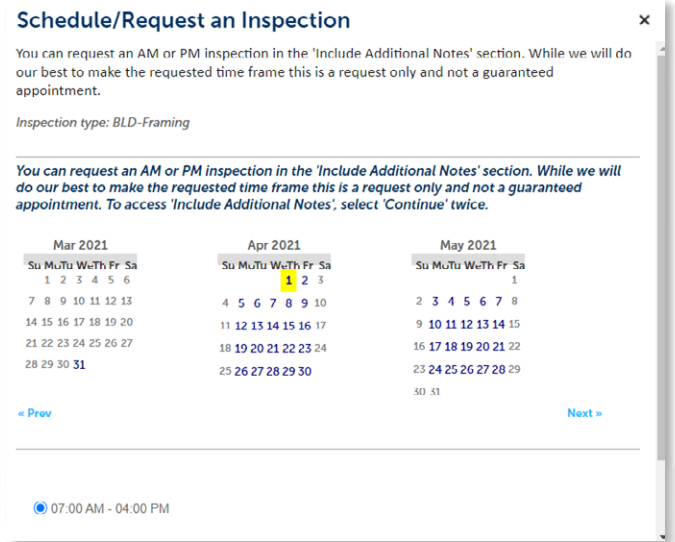 Schedule/Request an Inspection
×
You can request an AM or PM inspection in the 'Include Additional Notes' section. While we will do
our best to make the requested time frame this is a request only and not a guaranteed
appointment.
Inspection type: BLD-Framing
You can request an AM or PM inspection in the 'Include Additional Notes' section. While we will
do our best to make the requested time frame this is a request only and not a guaranteed
appointment. To access 'Include Additional Notes', select 'Continue' twice.
Mar 2021
Su Mo Tu We Th Fr Sa
1 2 3 4 5 6
7 8 9 10 11 12 13
14 15 16 17 18 19 20
21 22 23 24 25 26 27
28 29 30 31
Apr 2021
Su Mo Tu We Th Fr Sa
1 2 3
4 5 6 7 8 9 10
11 12 13 14 15 16 17
18 19 20 21 22 23 24
25 26 27 28 29 30
May 2021
Su Mo Tu We Th Fr Sa
1
2 3 4 5 6 7 8
9 10 11 12 13 14 15
16 17 18 19 20 21 22
23 24 25 26 27 28 29
30 31
« Prev
Next »
07:00 AM - 04:00 PM